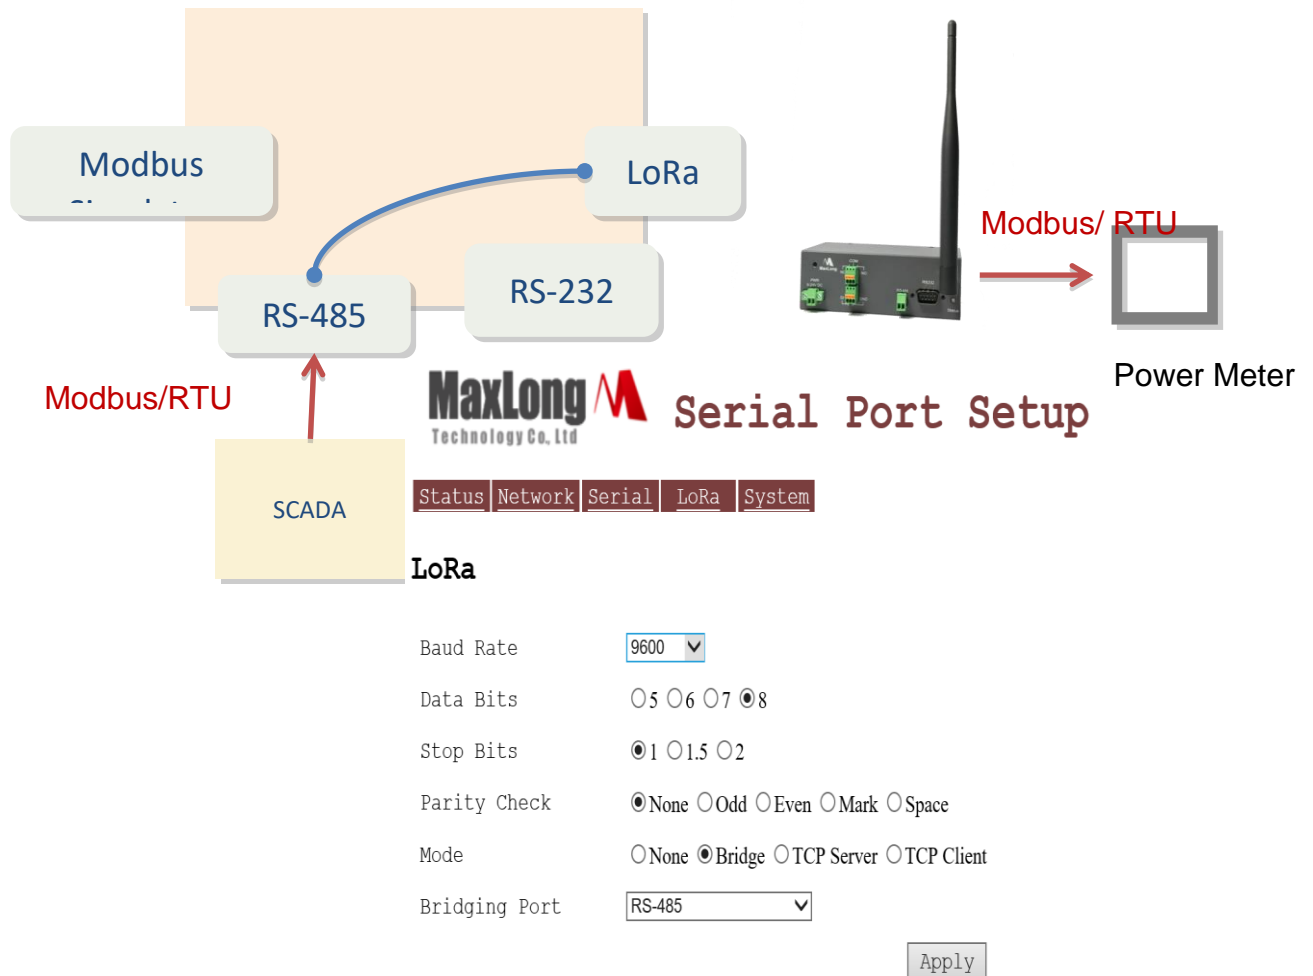 Modbus
LoRa
RS-232
RS-485
Modbus/ RTU
MaxLong
Power Meter
Modbus/RTU
SCADA
MaxLong
Technology Co., Ltd
Serial Port Setup
Status Network Serial LoRa System
LoRa
Baud Rate 9600
Data Bits 5 6 7 8
Stop Bits 1 1.5 2
Parity Check None Odd Even Mark Space
Mode None Bridge TCP Server TCP Client
Bridging Port RS-485
Apply